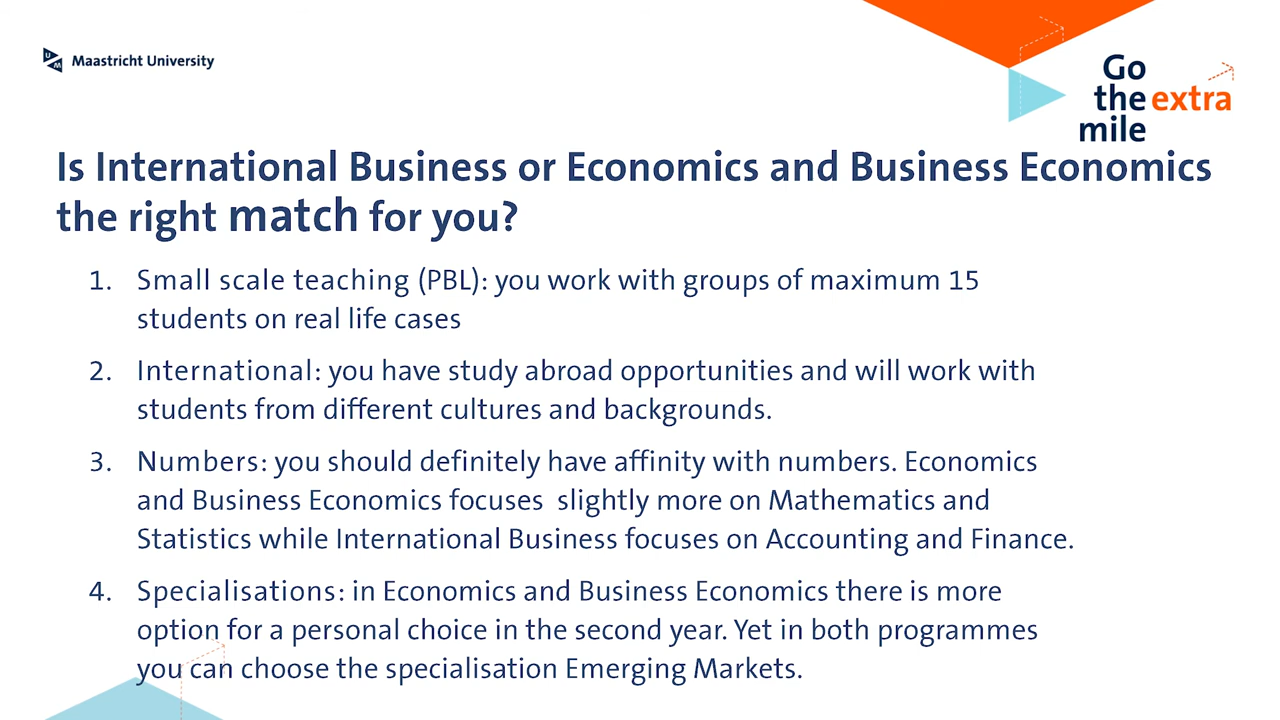 UM
Maastricht University
Go
the extra
mile
Is International Business or Economics and Business Economics
the right match for you?
1. Small scale teaching (PBL): you work with groups of maximum 15
students on real life cases
2. International: you have study abroad opportunities and will work with
students from different cultures and backgrounds.
3. Numbers: you should definitely have affinity with numbers. Economics
and Business Economics focuses  slightly more on Mathematics and
Statistics while International Business focuses on Accounting and Finance.
4. Specialisations: in Economics and Business Economics there is more
option for a personal choice in the second year. Yet in both programmes
you can choose the specialisation Emerging Markets.